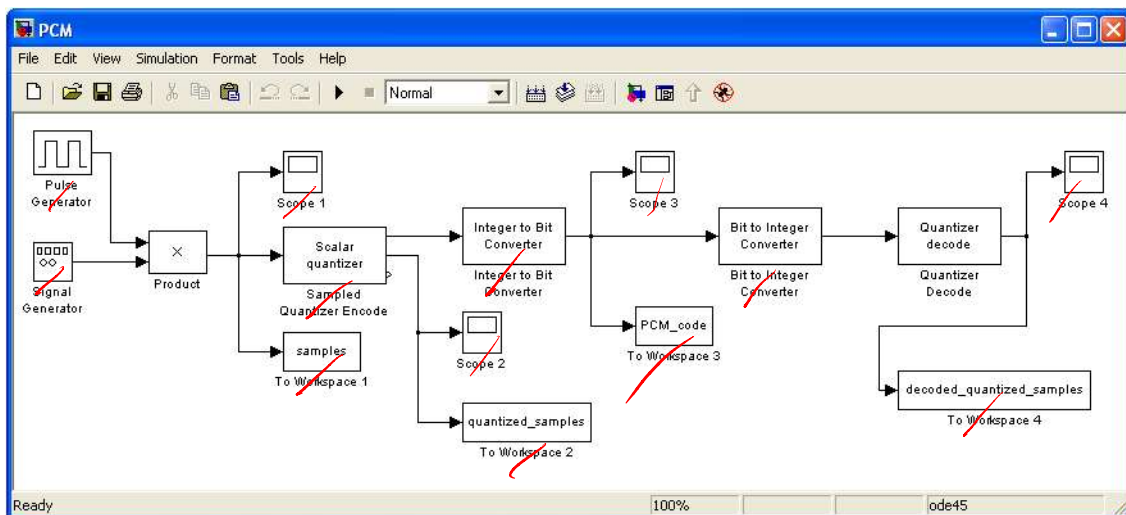 PCM
File Edit View Simulation Format Tools Help
Normal
Pulse
Generator
Signal
Generator
×
Product
Scope 1
Scalar
quantizer
Sampled
Quantizer Encode
samples
To Workspace 1
Integer to Bit
Converter
Integer to Bit
Converter
Scope 2
quantized_samples
To Workspace 2
Scope 3
Bit to Integer
Converter
Bit to Integer
Converter
PCM_code
To Workspace 3
Quantizer
decode
Quantizer
Decode
Scope 4
decoded_quantized_samples
To Workspace 4
Ready 100% ode45